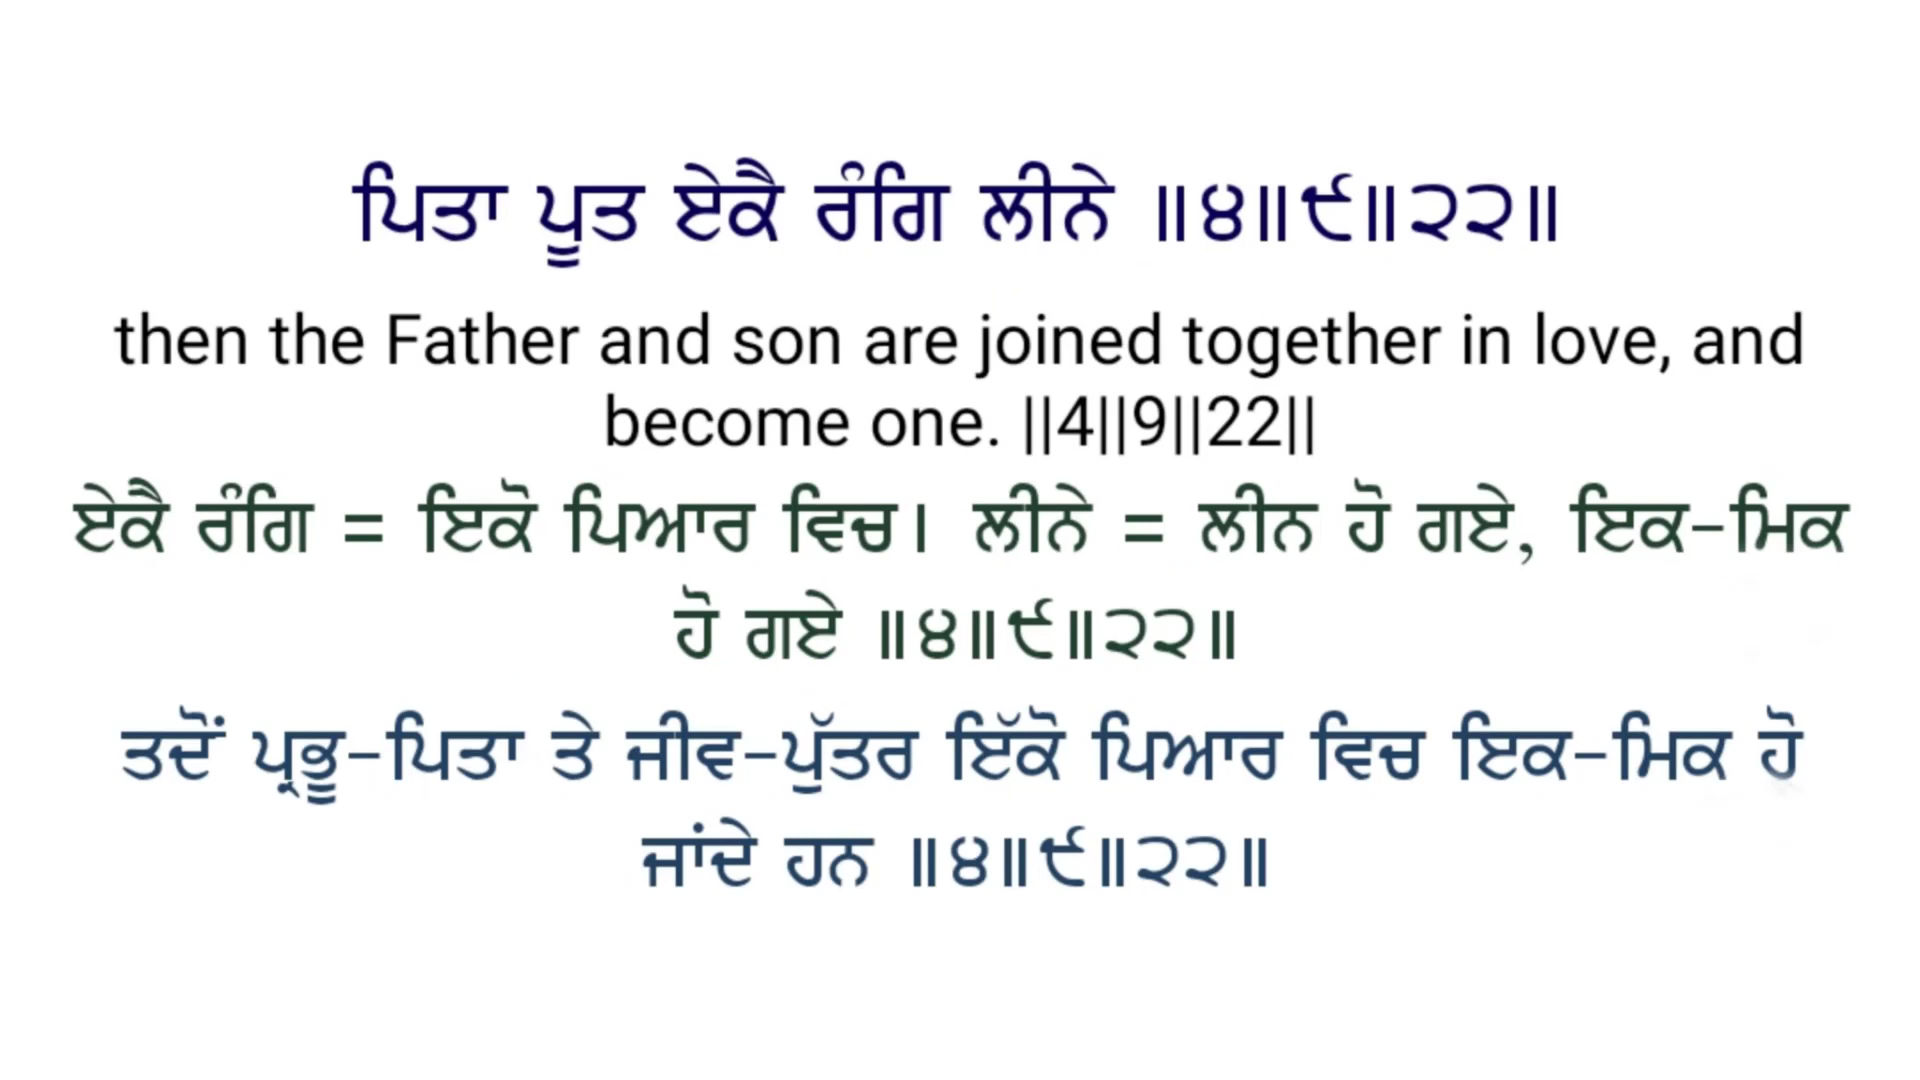 ਪਿਤਾ ਪੂਤ ਏਕੈ ਰੰਗਿ ਲੀਨੇ ॥੪॥੯॥੨੨॥
then the Father and son are joined together in love, and
become one. ||4||9||22||
ਏਕੈ ਰੰਗਿ = ਇਕੋ ਪਿਆਰ ਵਿਚ। ਲੀਨੇ = ਲੀਨ ਹੋ ਗਏ, ਇਕ-ਮਿਕ
ਹੋ ਗਏ ॥੪॥੯॥੨੨॥
ਤਦੋਂ ਪ੍ਰਭੂ-ਪਿਤਾ ਤੇ ਜੀਵ-ਪੁੱਤਰ ਇੱਕੋ ਪਿਆਰ ਵਿਚ ਇਕ-ਮਿਕ ਹੋ
ਜਾਂਦੇ ਹਨ ॥੪॥੯॥੨੨॥